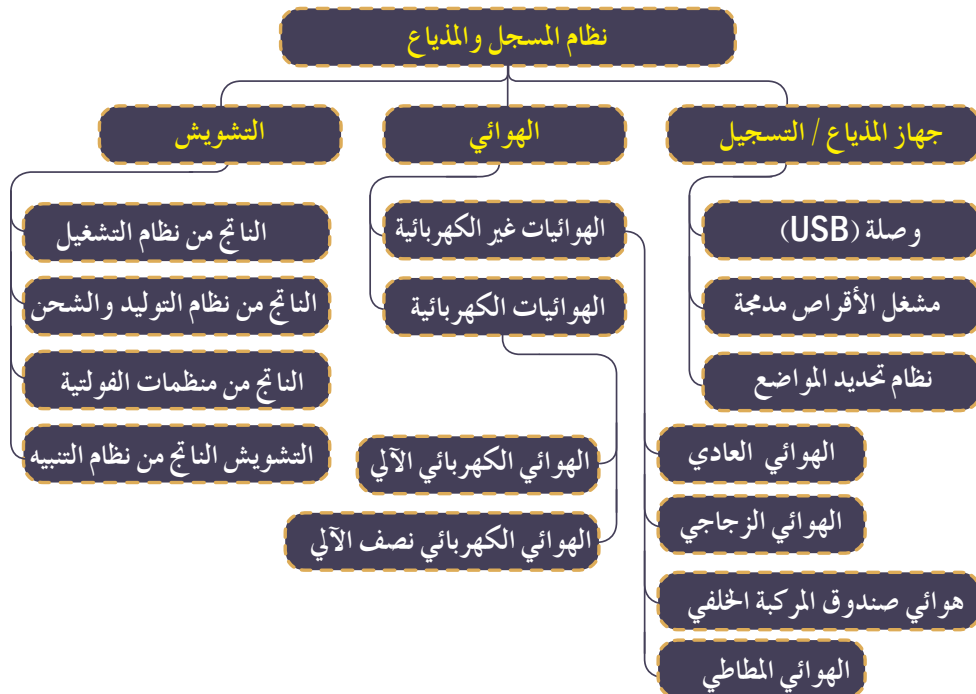 نظام المسجل والمذياع
جهاز المذياع / التسجيل
وصلة (USB)
مشغل الأقراص مدمجة
نظام تحديد المواضع
الهوائي
الهوائيات غير الكهربائية
الهوائيات الكهربائية
الهوائي العادي
الهوائي الزجاجي
هوائي صندوق المركبة الخلفي
الهوائي المطاطي
الهوائي الكهربائي الآلي
الهوائي الكهربائي نصف الآلي
التشويش
الناتج من نظام التشغيل
الناتج من نظام التوليد والشحن
الناتج من منظمات الفولتية
التشويش الناتج من نظام التنبيه